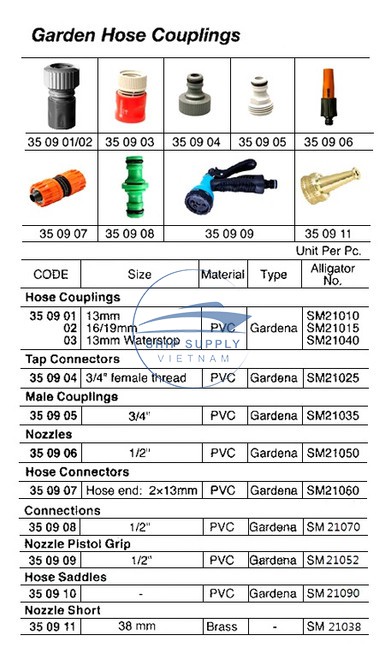 Garden Hose Couplings
35 09 01/02 35 09 03 35 09 04 35 09 05 35 09 06
35 09 07 35 09 08 35 09 09 35 09 11
Unit Per Pc.
CODE Size Material Type Alligator No.
Hose Couplings
35 09 01 13mm PVC Gardena SM21010
02 16/19mm SM21015
03 13mm Waterstop SM21040
SHIP SUPPLY
VIETNAM
Tap Connectors
35 09 04 3/4" female thread PVC Gardena SM21025
Male Couplings
35 09 05 3/4" PVC Gardena SM21035
Nozzles
35 09 06 1/2" PVC Gardena SM21050
Hose Connectors
35 09 07 Hose end: 2×13mm PVC Gardena SM21060
Connections
35 09 08 1/2" PVC Gardena SM 21070
Nozzle Pistol Grip
35 09 09 1/2" PVC Gardena SM21052
Hose Saddles
35 09 10 - PVC Gardena SM21090
Nozzle Short
35 09 11 38 mm Brass - SM 21038